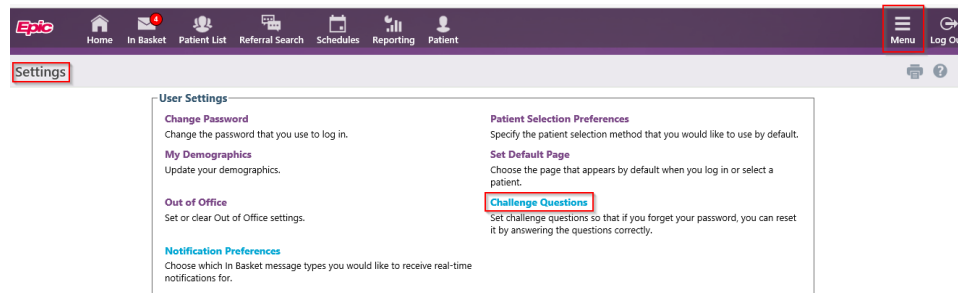 Epic
4
Home In Basket Patient List Referral Search Schedules Reporting Patient Menu Log Ou
Settings
User Settings
Change Password
Change the password that you use to log in.
My Demographics
Update your demographics.
Out of Office
Set or clear Out of Office settings.
Notification Preferences
Choose which In Basket message types you would like to receive real-time
notifications for.
Patient Selection Preferences
Specify the patient selection method that you would like to use by default.
Set Default Page
Choose the page that appears by default when you log in or select a
patient.
Challenge Questions
Set challenge questions so that if you forget your password, you can reset
it by answering the questions correctly.